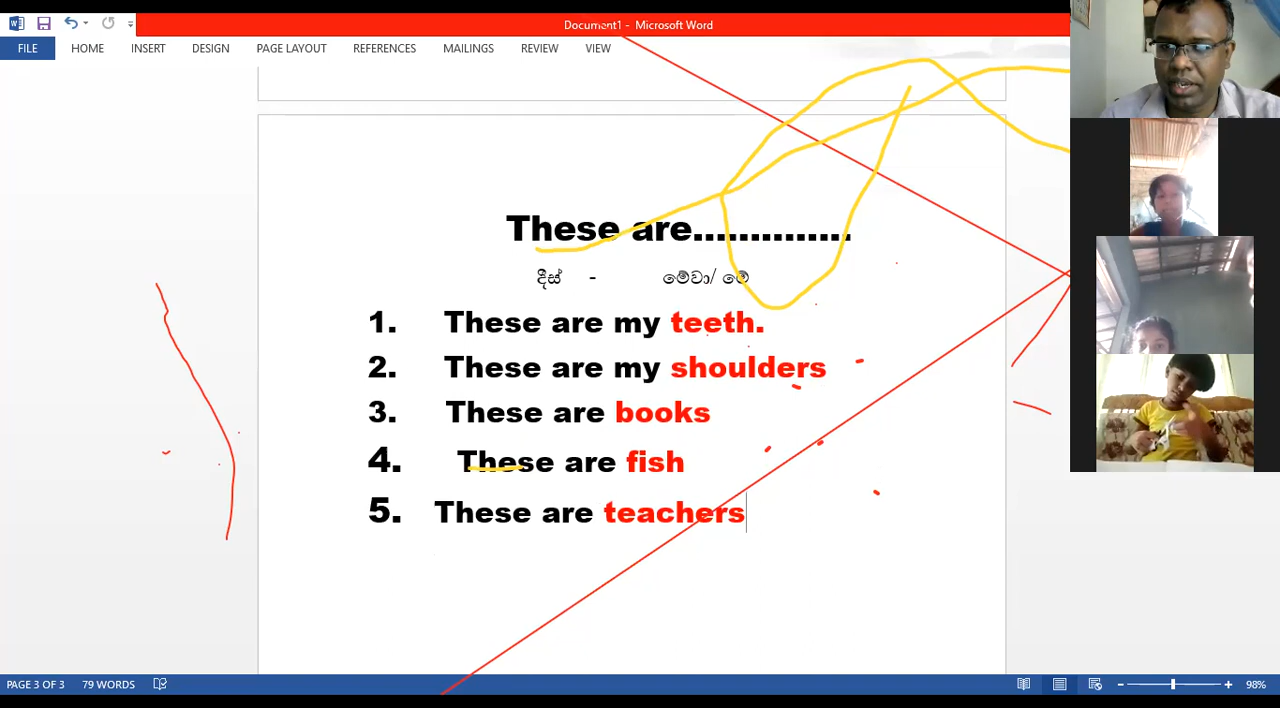 Document1 - Microsoft Word
FILE HOME INSERT DESIGN PAGE LAYOUT REFERENCES MAILINGS REVIEW VIEW
These are..............
දීස් - මේවා/ මේ
1. These are my teeth.
2. These are my shoulders
3. These are books
4. These are fish
5. These are teachers
PAGE 3 OF 3 79 WORDS 98%